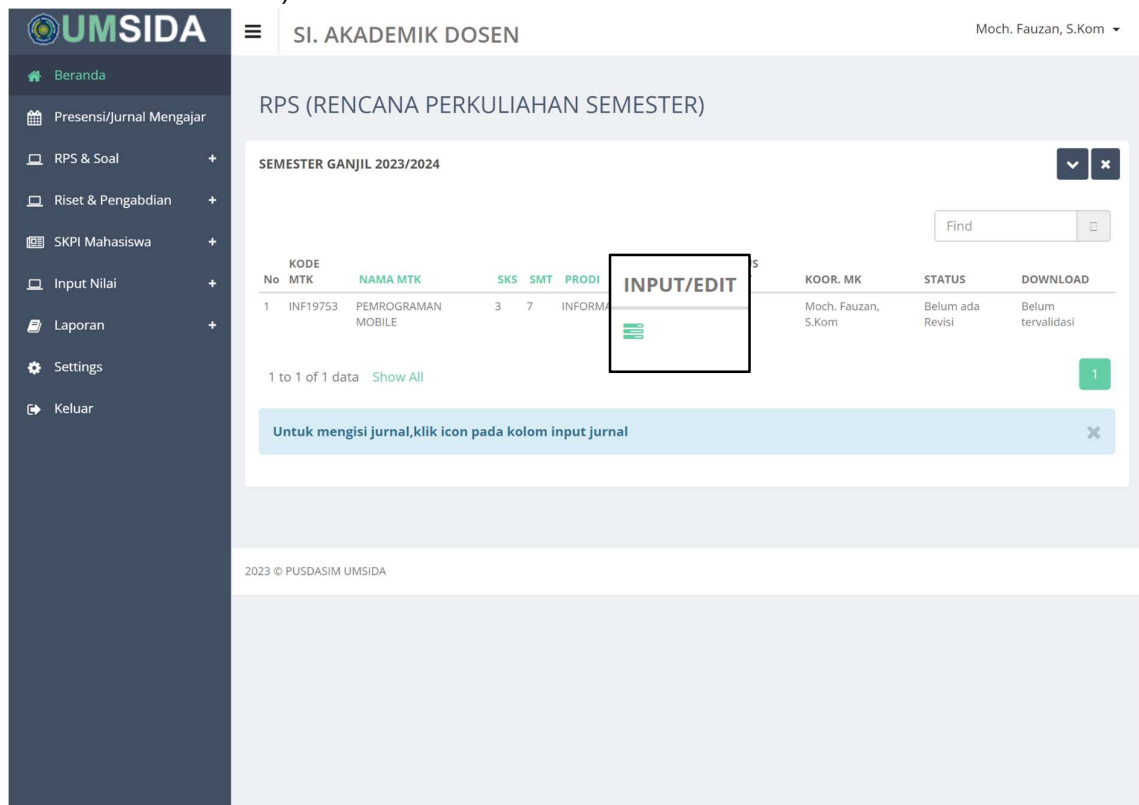 UMSIDA
SI. AKADEMIK DOSEN
Moch. Fauzan, S.Kom
Beranda
Presensi/Jurnal Mengajar
RPS & Soal +
Riset & Pengabdian +
SKPI Mahasiswa +
Input Nilai +
Laporan +
Settings
Keluar
RPS (RENCANA PERKULIAHAN SEMESTER)
SEMESTER GANJIL 2023/2024
Find
No KODE MTK NAMA MTK SKS SMT PRODI INPUT/EDIT KOOR. MK STATUS DOWNLOAD
1 INF19753 PEMROGRAMAN 3 7 Moch. Fauzan, Belum ada Belum
MOBILE S.Kom Revisi tervalidasi
1 to 1 of 1 data Show All
1
Untuk mengisi jurnal,klik icon pada kolom input jurnal
2023 © PUSDASIM UMSIDA